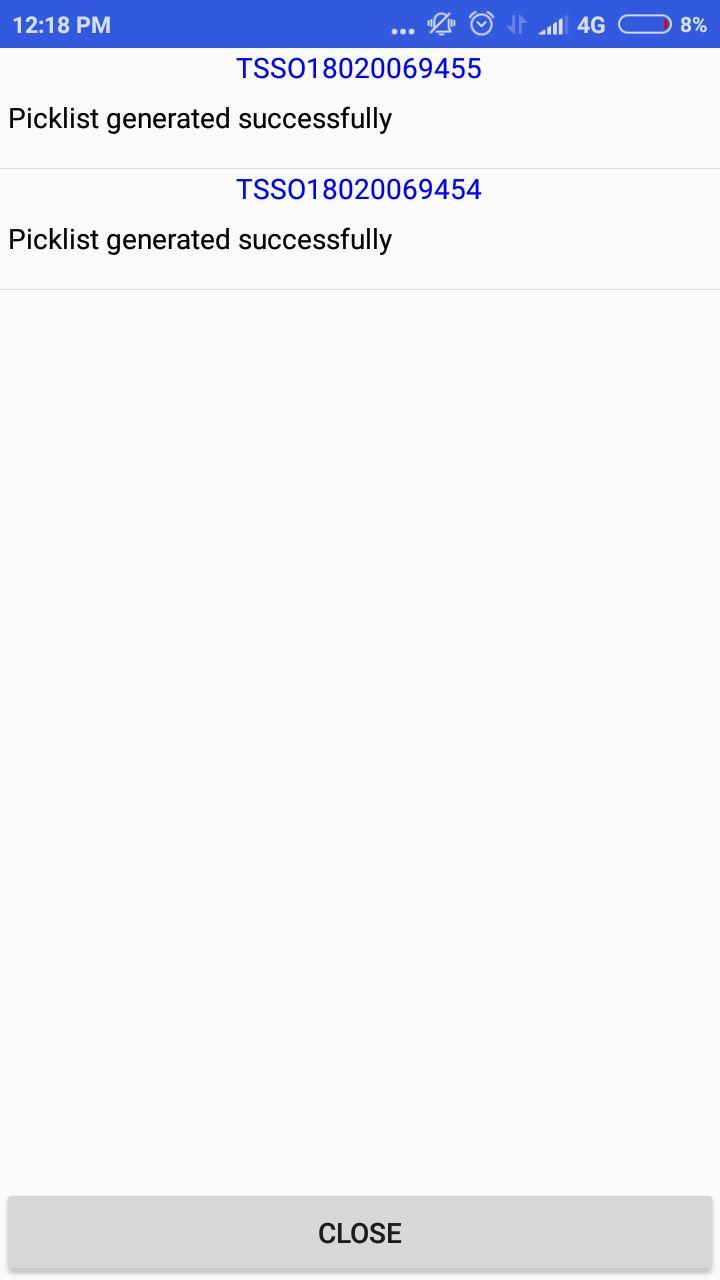 12:18 PM
... 4G 8%
TSSO18020069455
Picklist generated successfully
TSSO18020069454
Picklist generated successfully
CLOSE